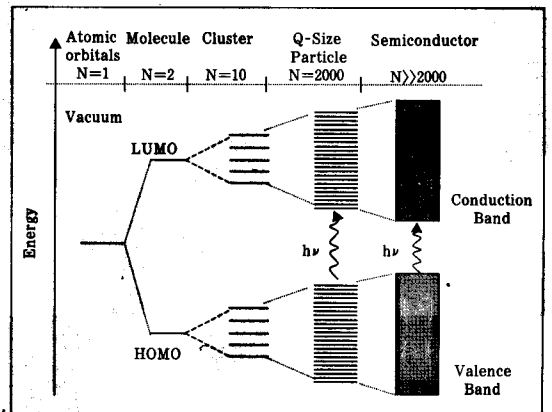 Atomic Molecule Cluster Q-Size Semiconductor
orbitals Particle
N=1 N=2 N=10 N=2000 N>>2000
Vacuum
LUMO
Conduction
Band
Energy
hν hν
HOMO
Valence
Band